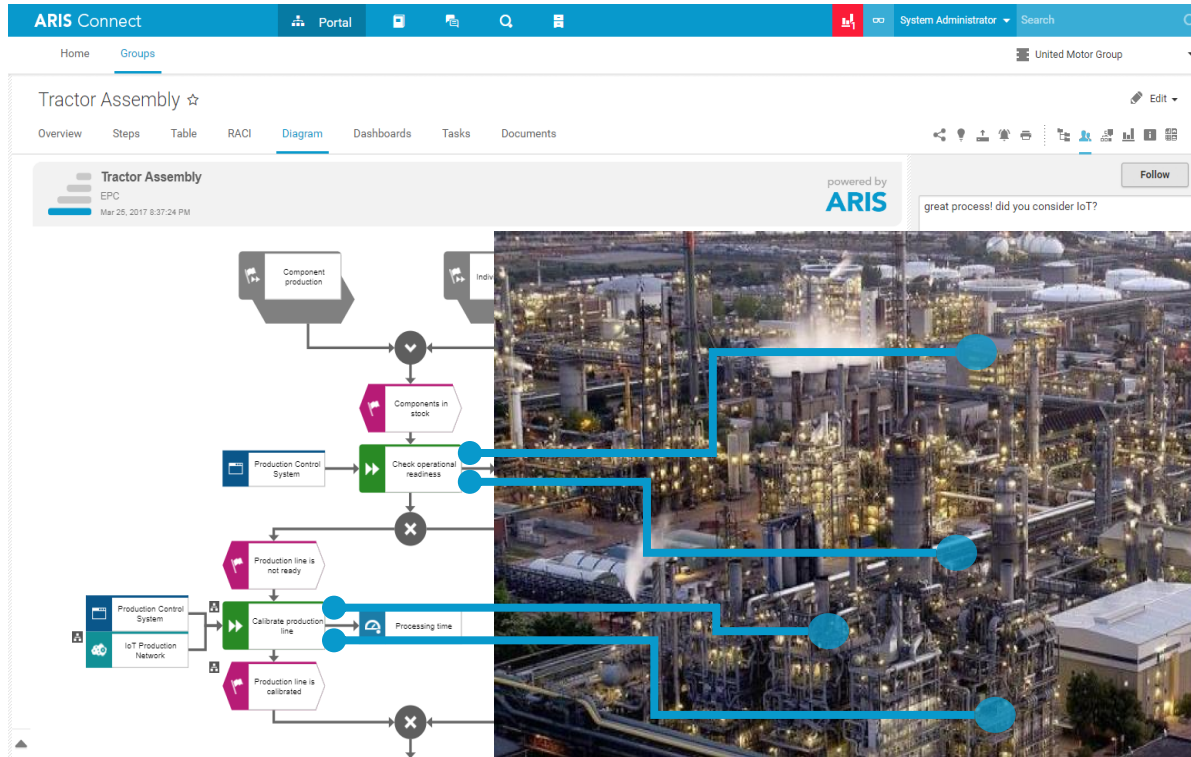 ARIS Connect
Portal
1
System Administrator
Search
Home
Groups
United Motor Group
Tractor Assembly
Edit
Overview
Steps
Table
RACI
Diagram
Dashboards
Tasks
Documents
Tractor Assembly
EPC
Mar 25, 2017 8:37:24 PM
powered by
ARIS
Follow
great process! did you consider IoT?
Component
production
Components in
stock
Production Control
System
Check operational
readiness
Production line is
not ready
Production Control
System
IoT Production
Network
Calibrate production
line
Processing time
Production line is
calibrated